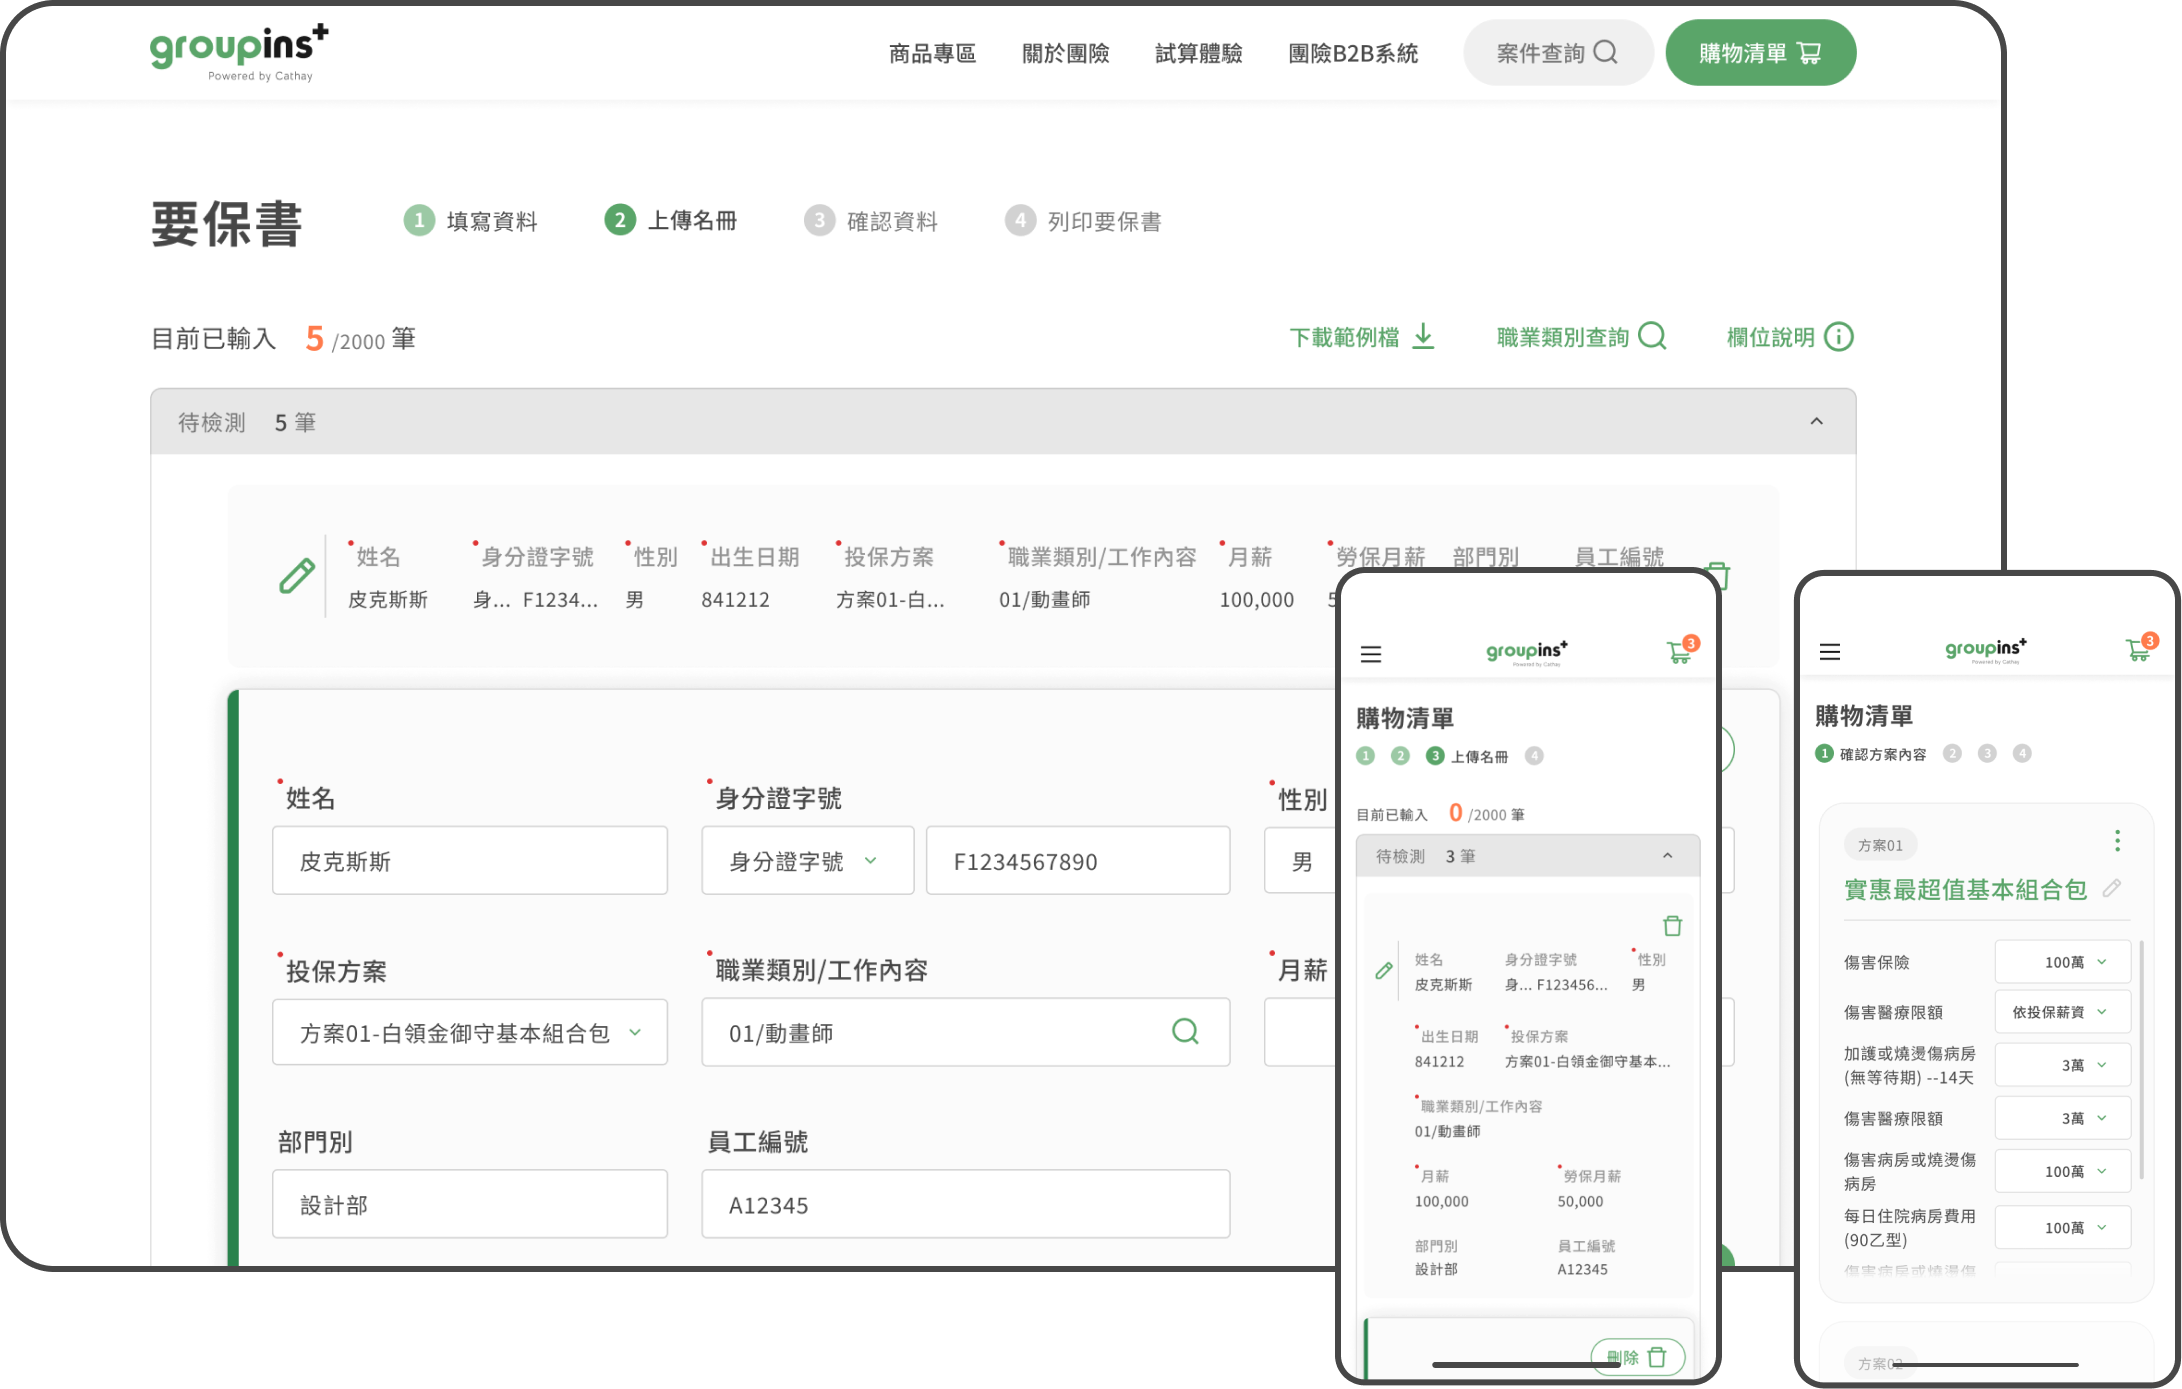 groupins+
Powered by Cathay
商品專區 關於團險 試算體驗 團險B2B系統 案件查詢 購物清單
要保書 1 填寫資料 2 上傳名冊 3 確認資料 4 列印要保書
目前已輸入 5 /2000 筆 下載範例檔 職業類別查詢 欄位說明
待檢測 5 筆
姓名 身分證字號 性別 出生日期 投保方案 職業類別/工作內容 月薪 勞保月薪 部門別 員工編號
皮克斯斯 身... F1234... 男 841212 方案01-白... 01/動畫師 100,000 5
姓名 身分證字號 性別
皮克斯斯 身分證字號 F1234567890 男
投保方案 職業類別/工作內容 月薪
方案01-白領金御守基本組合包 01/動畫師
部門別 員工編號
設計部 A12345
groupins+ 3
Powered by Cathay
購物清單
1 2 3 上傳名冊 4
目前已輸入 0 /2000 筆
待檢測 3 筆
姓名 身分證字號 性別
皮克斯斯 身... F123456... 男
出生日期 投保方案
841212 方案01-白領金御守基本...
職業類別/工作內容
01/動畫師
月薪 勞保月薪
100,000 50,000
部門別 員工編號
設計部 A12345
刪除
groupins+ 3
Powered by Cathay
購物清單
1 確認方案內容 2 3 4
方案01
實惠最超值基本組合包
傷害保險 100萬
傷害醫療限額 依投保薪資
加護或燒燙傷病房
(無等待期) --14天 3萬
傷害醫療限額 3萬
傷害病房或燒燙傷
病房 100萬
每日住院病房費用
(90乙型) 100萬
傷害病房或燒燙傷
方案02